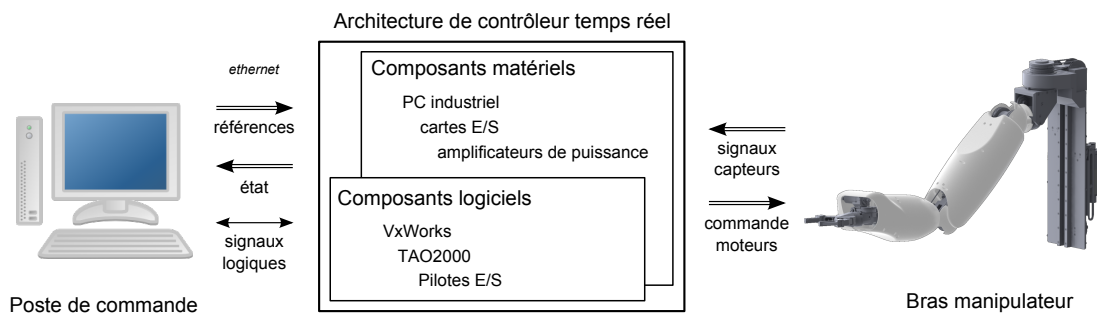 Architecture de contrôleur temps réel
ethernet
références
état
signaux
logiques
Poste de commande
Composants matériels
PC industriel
cartes E/S
amplificateurs de puissance
Composants logiciels
VxWorks
TAO2000
Pilotes E/S
signaux
capteurs
commande
moteurs
Bras manipulateur